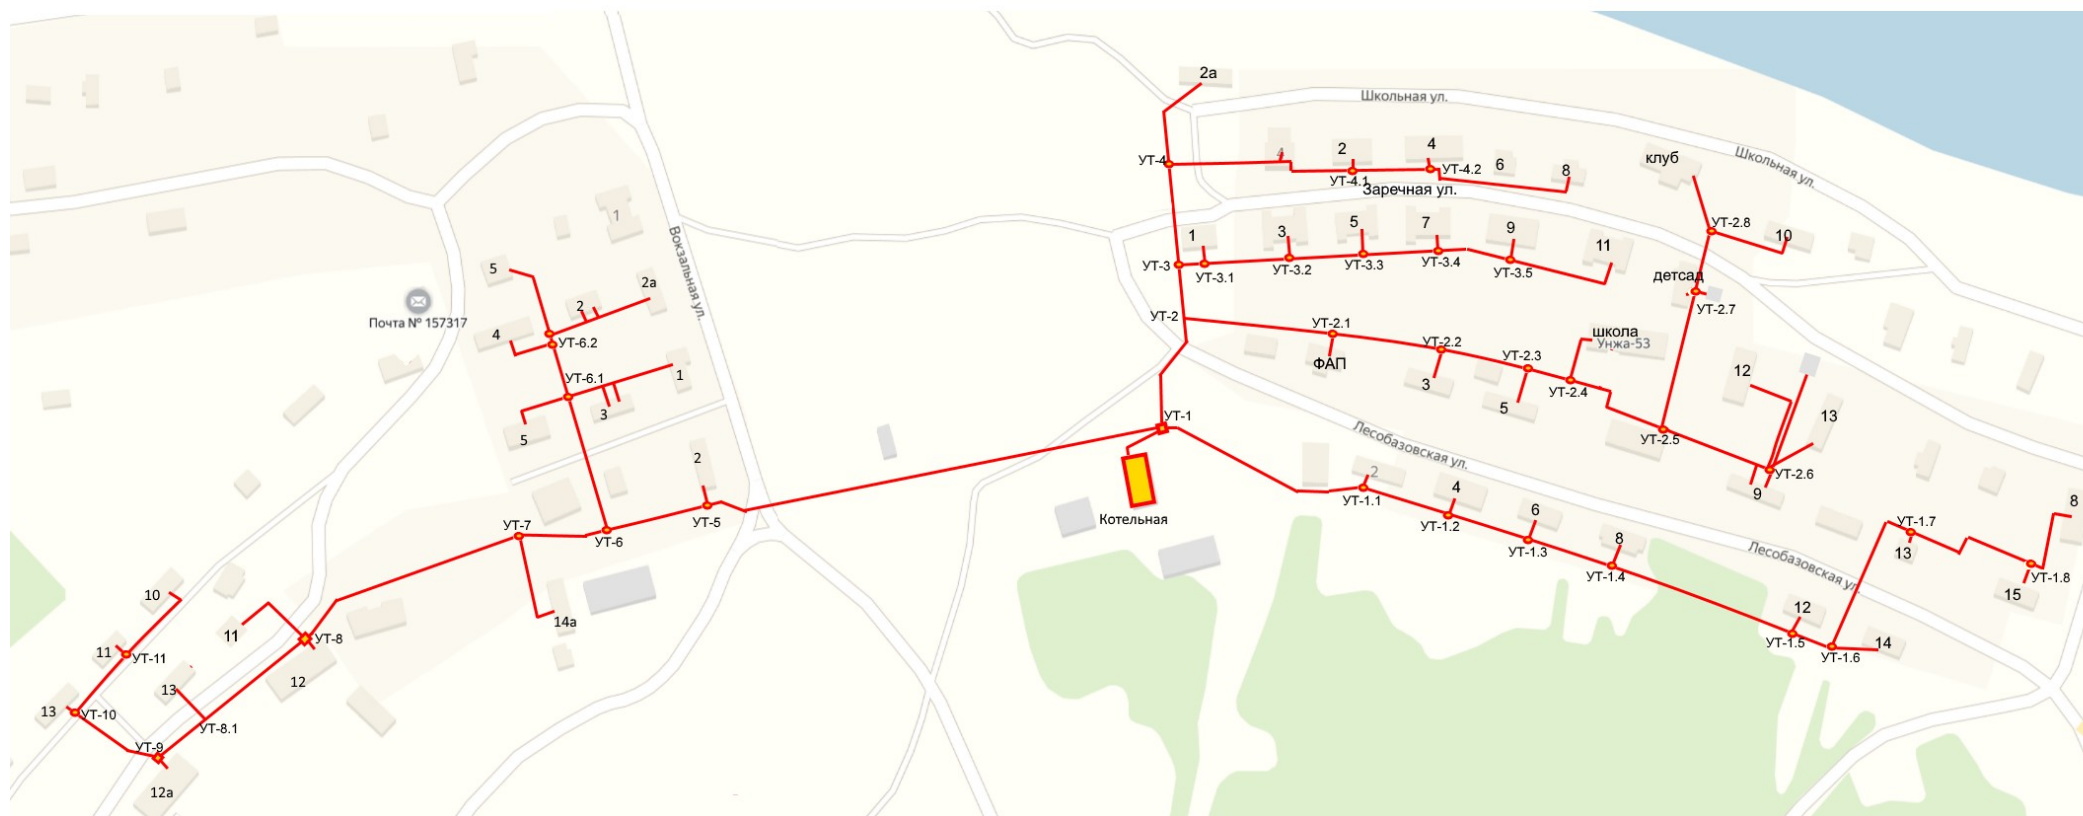 2а
Школьная ул.
Школьная ул.
УТ-4
4
2
4
6
8
УТ-4.1
УТ-4.2
Заречная ул.
клуб
УТ-2.8
10
1
3
5
7
9
11
УТ-3
УТ-3.1
УТ-3.2
УТ-3.3
УТ-3.4
УТ-3.5
детсад
УТ-2.7
1
Вокзальная ул.
5
2
2а
Почта № 157317
4
УТ-6.2
УТ-6.1
1
3
5
УТ-2
УТ-2.1
ФАП
УТ-2.2
3
УТ-2.3
5
УТ-2.4
школа
Унжа-53
12
13
УТ-2.5
УТ-2.6
9
УТ-1
Котельная
Лесобазовская ул.
2
УТ-1.1
4
УТ-1.2
6
УТ-1.3
8
УТ-1.4
Лесобазовская ул.
УТ-1.7
13
8
УТ-1.8
15
12
УТ-1.5
УТ-1.6
14
2
УТ-5
УТ-6
УТ-7
14а
10
11
УТ-8
12
11
УТ-11
13
УТ-8.1
13
УТ-10
УТ-9
12а